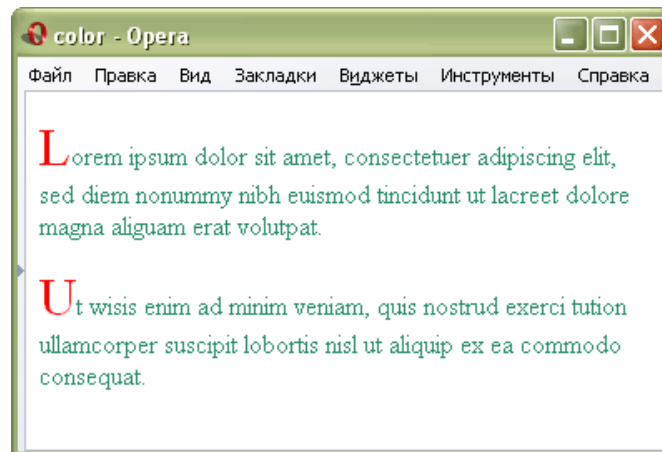 color - Opera
Файл Правка Вид Закладки Виджеты Инструменты Справка
Lorem ipsum dolor sit amet, consectetuer adipiscing elit,
sed diem nonummy nibh euismod tincidunt ut lacreet dolore
magna aliguam erat volutpat.
Ut wisis enim ad minim veniam, quis nostrud exerci tution
ullamcorper suscipit lobortis nisl ut aliquip ex ea commodo
consequat.